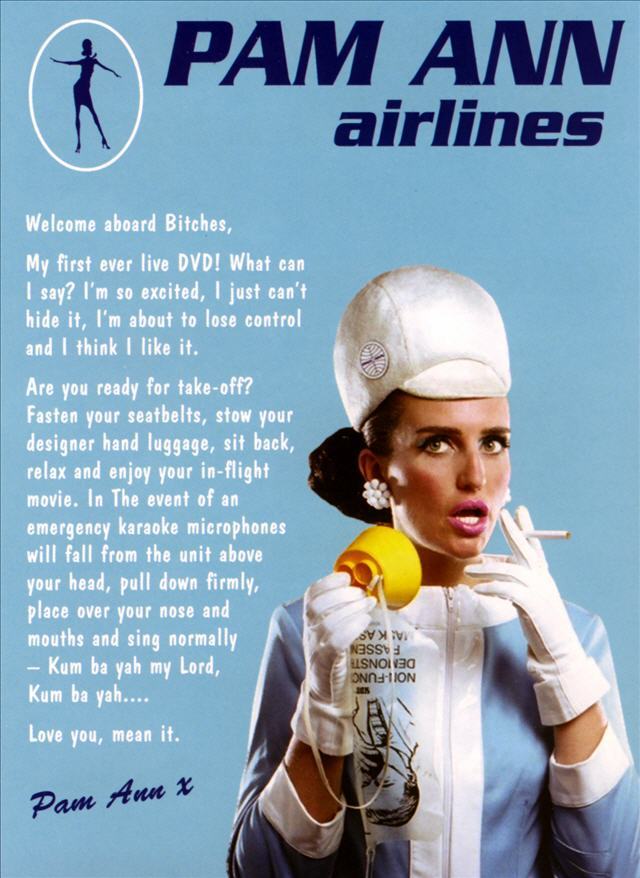 PAM ANN
airlines
Welcome aboard Bitches,
My first ever live DVD! What can
I say? I'm so excited, I just can't
hide it, I'm about to lose control
and I think I like it.
Are you ready for take-off?
Fasten your seatbelts, stow your
designer hand luggage, sit back,
relax and enjoy your in-flight
movie. In The event of an
emergency karaoke microphones
will fall from the unit above
your head, pull down firmly,
place over your nose and
mouths and sing normally
– Kum ba yah my Lord,
Kum ba yah....
Love you, mean it.
Pam Ann x